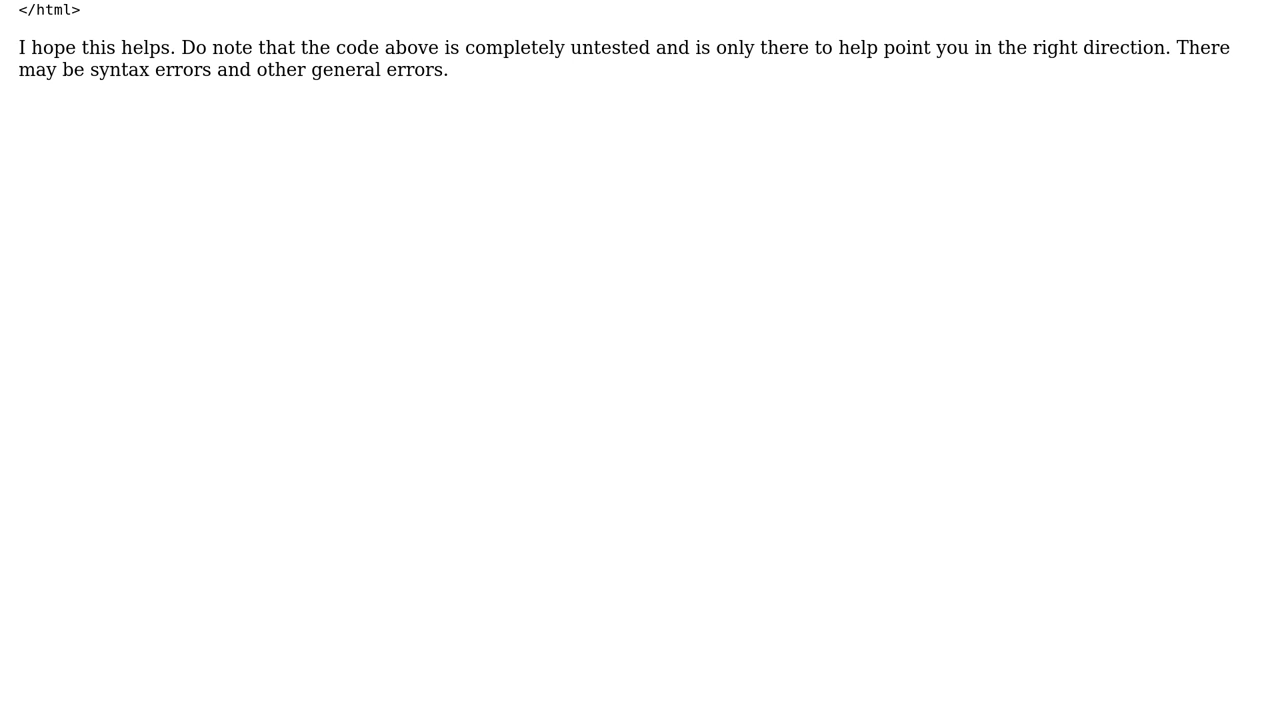 </html>
I hope this helps. Do note that the code above is completely untested and is only there to help point you in the right direction. There
may be syntax errors and other general errors.